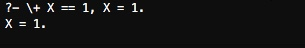 ?- \+ X == 1, X = 1.
X = 1.